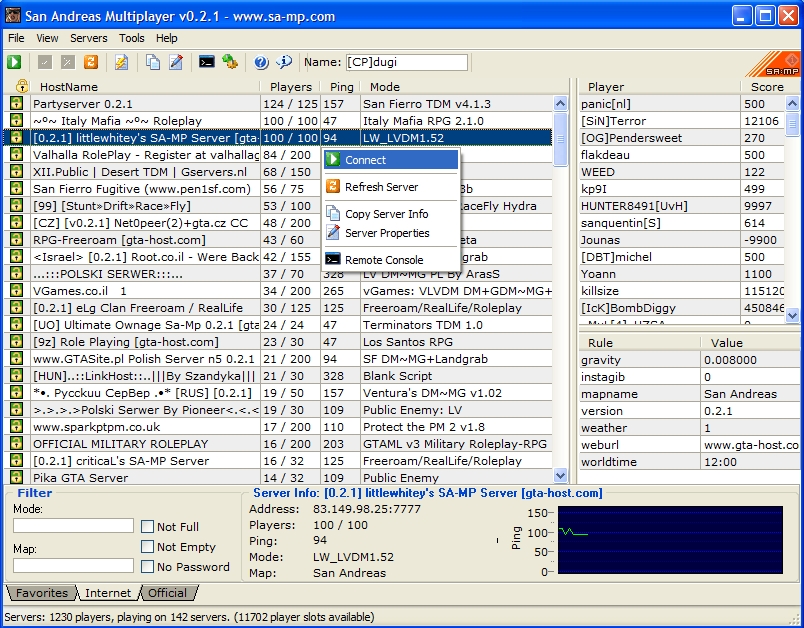 San Andreas Multiplayer v0.2.1 - www.sa-mp.com
File View Servers Tools Help
Name: [CP]dugi
SA:MP
HostName Players Ping Mode
Partyserver 0.2.1 124 / 125 157 San Fierro TDM v4.1.3
~º~ Italy Mafia ~º~ Roleplay 100 / 100 47 Italy Mafia RPG 2.1.0
[0.2.1] littlewhitey's SA-MP Server [gta- 100 / 100 94 LW_LVDM1.52
Valhalla RolePlay - Register at valhallag 84 / 200
XII.Public | Desert TDM | Gservers.nl 68 / 150
San Fierro Fugitive (www.pen1sf.com) 56 / 75 3b
[99] [Stunt+Drift+Race+Fly] 53 / 100 aceFly Hydra
[CZ] [v0.2.1] Net0peer(2)+gta.cz CC 48 / 200
RPG-Freeroam [gta-host.com] 43 / 60 eta
<Israel> [0.2.1] Root.co.il - Were Back 42 / 155
...:::POLSKI SERWER:::... 37 / 70 328 LV DM~MG PL By ArasS
VGames.co.il 1 34 / 200 265 vGames: VLVDM DM+GDM~MG+
[0.2.1] eLg Clan Freeroam / RealLife 30 / 50 125 Freeroam/RealLife/Roleplay
[UO] Ultimate Ownage Sa-Mp 0.2.1 [gta 24 / 24 47 Terminators TDM 1.0
[9z] Role Playing [gta-host.com] 23 / 30 47 Los Santos RPG
www.GTASite.pl Polish Server n5 0.2.1 21 / 200 94 SF DM~MG+Landgrab
[HUN]..::LinkHost::..|||By Szandyka||| 21 / 30 328 Blank Script
*•. Русскuu СерВер .•* [RUS] [0.2.1] 19 / 50 157 Ventura's DM~MG v1.02
>.>.>.>Polski Serwer By Pioneer<.<.< 19 / 30 109 Public Enemy: LV
www.sparkptpm.co.uk 17 / 200 110 Protect the PM 2 v1.8
OFFICIAL MILITARY ROLEPLAY 16 / 200 203 GTAML v3 Military Roleplay-RPG
[0.2.1] criticaL's SA-MP Server 16 / 32 125 Freeroam/RealLife/Roleplay
Pika GTA Server 14 / 32 109 Public Enemy
Connect
Refresh Server
Copy Server Info
Server Properties
Remote Console
Player Score
panic[nl] 500
[SiN]Terror 12106
[OG]Pendersweet 270
flakdeau 500
WEED 122
kp9I 499
HUNTER8491[UvH] 9997
sanquentin[S] 614
Jounas -9900
[DBT]michel 500
Yoann 1100
killsize 115120
[IcK]BombDiggy 450846
Rule Value
gravity 0.008000
instagib 0
mapname San Andreas
version 0.2.1
weather 1
weburl www.gta-host.co
worldtime 12:00
Filter
Mode:
Map:
Not Full
Not Empty
No Password
Server Info: [0.2.1] littlewhitey's SA-MP Server [gta-host.com]
Address: 83.149.98.25:7777
Players: 100 / 100
Ping: 94
Mode: LW_LVDM1.52
Map: San Andreas
Ping
150
100
50
0
Favorites Internet Official
Servers: 1230 players, playing on 142 servers. (11702 player slots available)